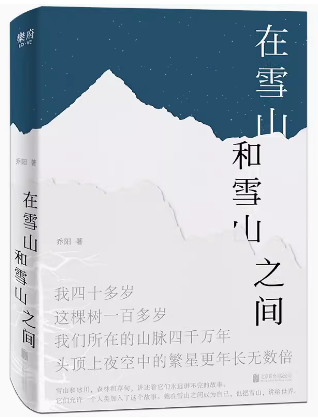 樂府
乔阳 著
在雪山和雪山之间
在雪山和雪山之间
乔阳 著
我四十多岁
这棵树一百多岁
我们所在的山脉四千万年
头顶上夜空中的繁星更年长无数倍